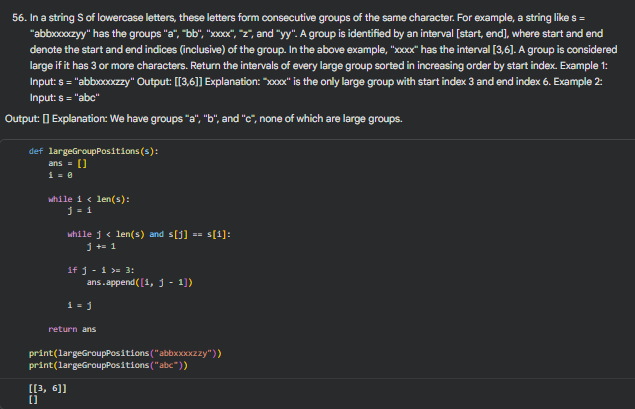 56. In a string S of lowercase letters, these letters form consecutive groups of the same character. For example, a string like s =
"abbxxxxzyy" has the groups "a", "bb", "xxxx", "z", and "yy". A group is identified by an interval [start, end], where start and end
denote the start and end indices (inclusive) of the group. In the above example, "xxxx" has the interval [3,6]. A group is considered
large if it has 3 or more characters. Return the intervals of every large group sorted in increasing order by start index. Example 1:
Input: s = "abbxxxxzzy" Output: [[3,6]] Explanation: "xxxx" is the only large group with start index 3 and end index 6. Example 2:
Input: s = "abc"
Output: [] Explanation: We have groups "a", "b", and "c", none of which are large groups.
def largeGroupPositions(s):
    ans = []
    i = 0
    while i < len(s):
        j = i
        while j < len(s) and s[j] == s[i]:
            j += 1
        if j - i >= 3:
            ans.append([i, j - 1])
        i = j
    return ans
print(largeGroupPositions("abbxxxxzzy"))
print(largeGroupPositions("abc"))
[[3, 6]]
[]